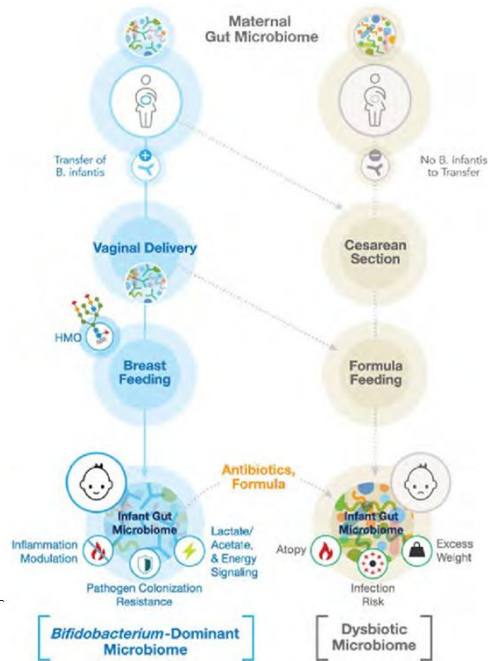 Maternal
Gut Microbiome
Transfer of
B. infantis
No B. infantis
to Transfer
Vaginal Delivery
Cesarean
Section
HMO
Breast
Feeding
Formula
Feeding
Antibiotics,
Formula
Infant Gut
Microbiome
Infant Gut
Microbiome
Inflammation
Modulation
Lactate/
Acetate,
& Energy
Signaling
Pathogen Colonization
Resistance
Atopy
Excess
Weight
Infection
Risk
Bifidobacterium-Dominant
Microbiome
Dysbiotic
Microbiome